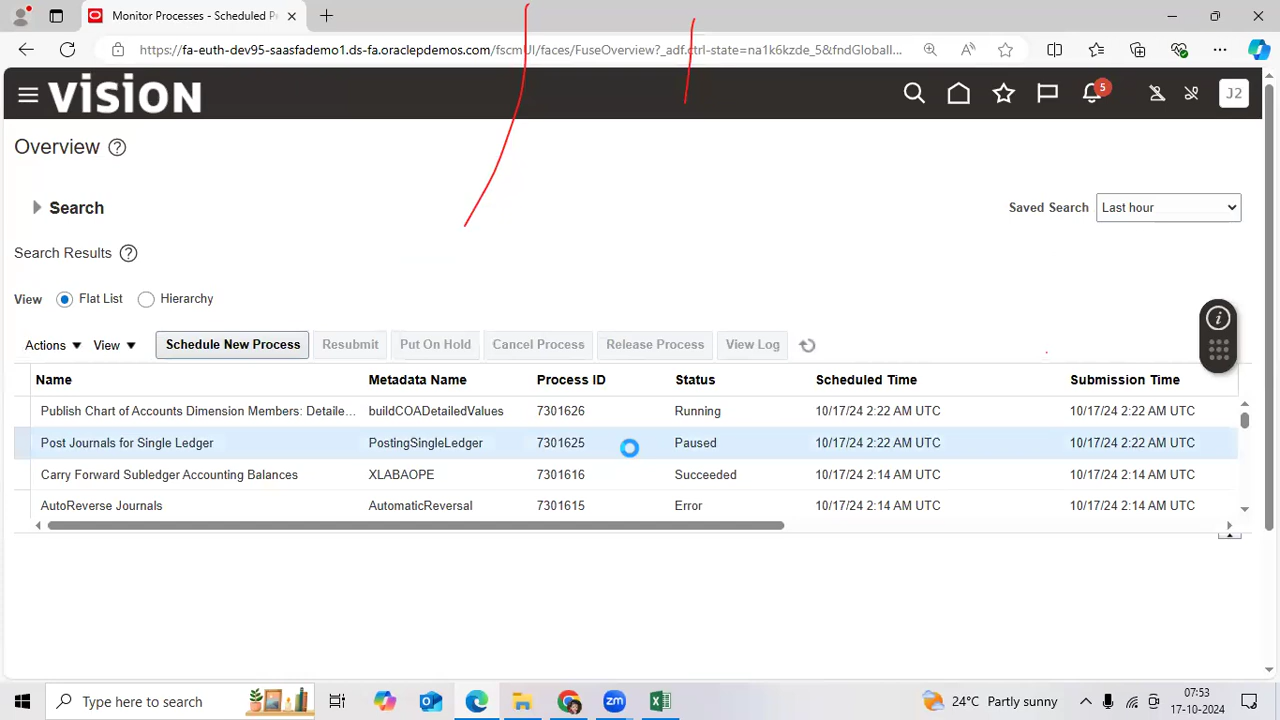 Monitor Processes - Scheduled Pr
https://fa-euth-dev95-saasfademo1.ds-fa.oraclepdemos.com/fscmUI/faces/FuseOverview?_adf.ctrl-state=na1k6kzde_5&fndGlobalI...
vision
5
J2
Overview
Search
Saved Search Last hour
Search Results
View Flat List Hierarchy
Actions View Schedule New Process Resubmit Put On Hold Cancel Process Release Process View Log
Name Metadata Name Process ID Status Scheduled Time Submission Time
Publish Chart of Accounts Dimension Members: Detaile... buildCOADetailedValues 7301626 Running 10/17/24 2:22 AM UTC 10/17/24 2:22 AM UTC
Post Journals for Single Ledger PostingSingleLedger 7301625 Paused 10/17/24 2:22 AM UTC 10/17/24 2:22 AM UTC
Carry Forward Subledger Accounting Balances XLABAOPE 7301616 Succeeded 10/17/24 2:14 AM UTC 10/17/24 2:14 AM UTC
AutoReverse Journals AutomaticReversal 7301615 Error 10/17/24 2:14 AM UTC 10/17/24 2:14 AM UTC
Type here to search
24°C Partly sunny
07:53
17-10-2024